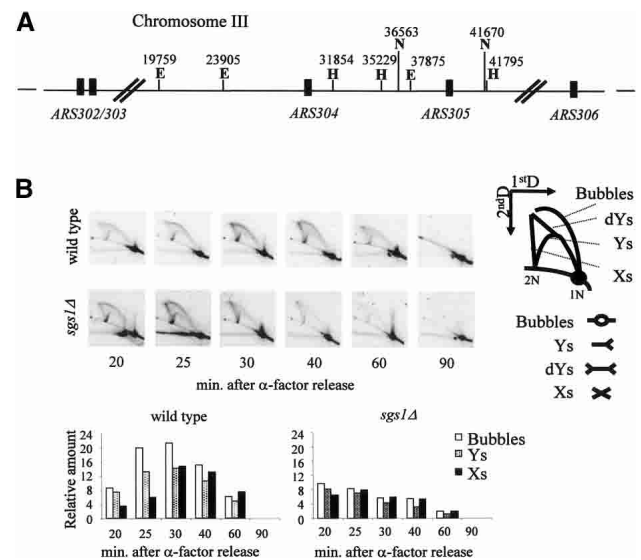 A
Chromosome III
36563 41670
N N
19759 23905 31854 35229 37875 41795
E E H H E H
ARS302/303 ARS304 ARS305 ARS306
B
1stD
2ndD
Bubbles
dYs
Ys
Xs
2N 1N
wild type
sgs1Δ
20 25 30 40 60 90
min. after α-factor release
Bubbles
Ys
dYs
Xs
wild type
Relative amount
24
20
16
12
8
4
0
20 25 30 40 60 90
min. after α-factor release
sgs1Δ
24
20
16
12
8
4
0
20 25 30 40 60 90
min. after α-factor release
Bubbles
Ys
Xs